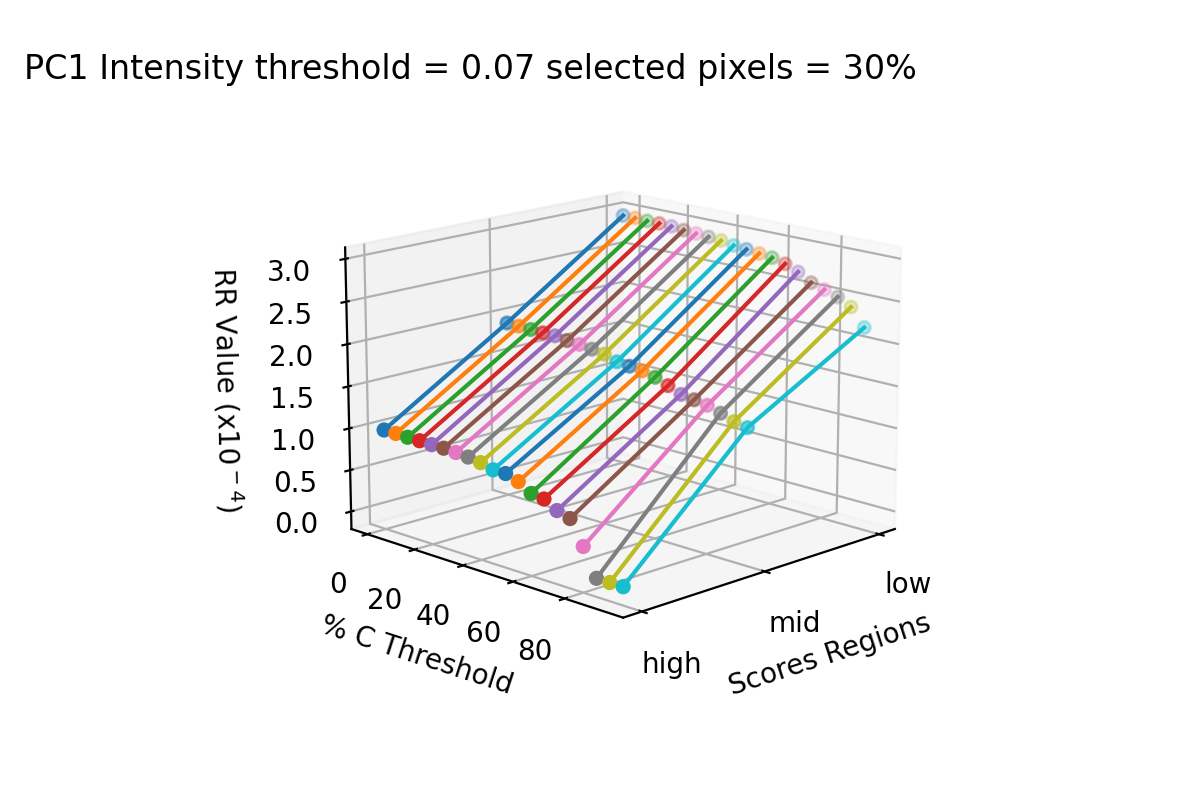 PC1 Intensity threshold = 0.07 selected pixels = 30%
RR Value (x10⁻⁴)
3.0
2.5
2.0
1.5
1.0
0.5
0.0
0
20
40
60
80
% C Threshold
high
mid
low
Scores Regions